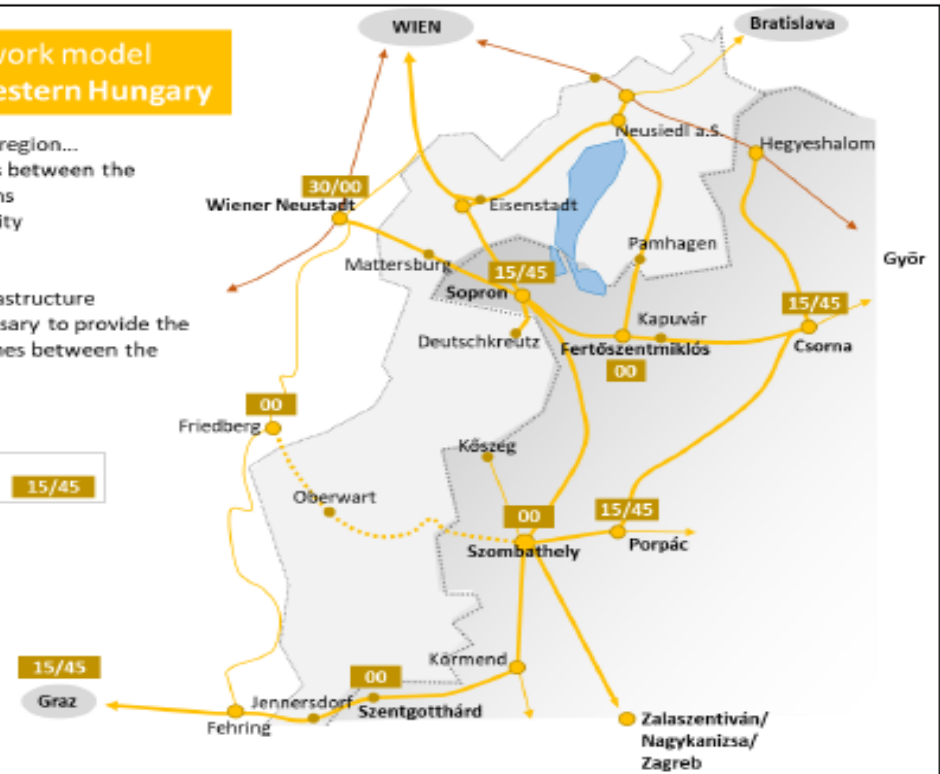 work model
estern Hungary
region...
s between the
ns
ity
astructure
sary to provide the
nes between the
15/45
WIEN
Bratislava
Neusiedl a.S.
Hegyeshalom
30/00
Wiener Neustadt
Eisenstadt
Mattersburg
Pamhagen
Győr
15/45
Sopron
15/45
Deutschkreutz
Kapuvár
Fertőszentmiklós
Csorna
00
00
Friedberg
Kőszeg
Oberwart
00
15/45
Szombathely
Porpác
15/45
Graz
Körmend
00
Jennersdorf
Szentgotthárd
Fehring
Zalaszentiván/
Nagykanizsa/
Zagreb